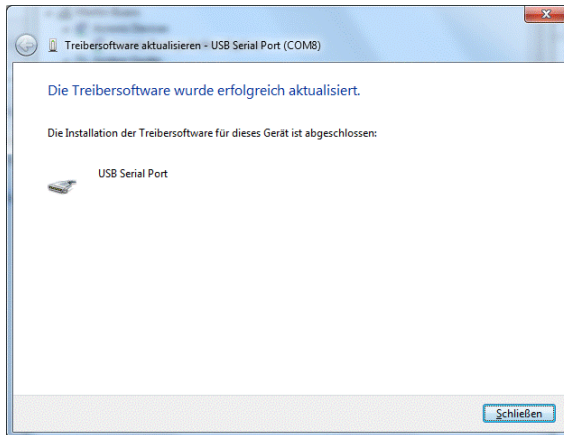 Treibersoftware aktualisieren - USB Serial Port (COM8)
Die Treibersoftware wurde erfolgreich aktualisiert.
Die Installation der Treibersoftware für dieses Gerät ist abgeschlossen:
USB Serial Port
Schließen